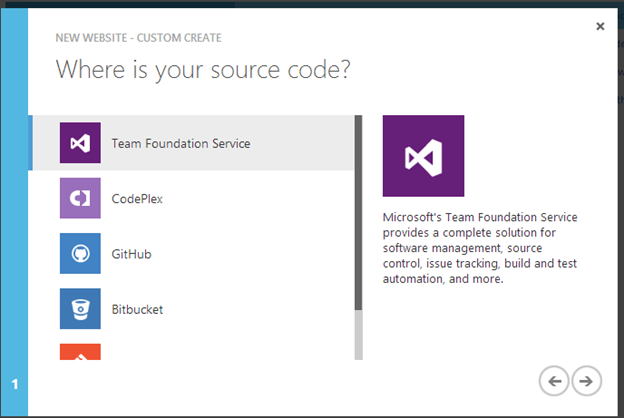 NEW WEBSITE - CUSTOM CREATE
Where is your source code?
Team Foundation Service
CodePlex
GitHub
Bitbucket
Microsoft's Team Foundation Service
provides a complete solution for
software management, source
control, issue tracking, build and test
automation, and more.
1